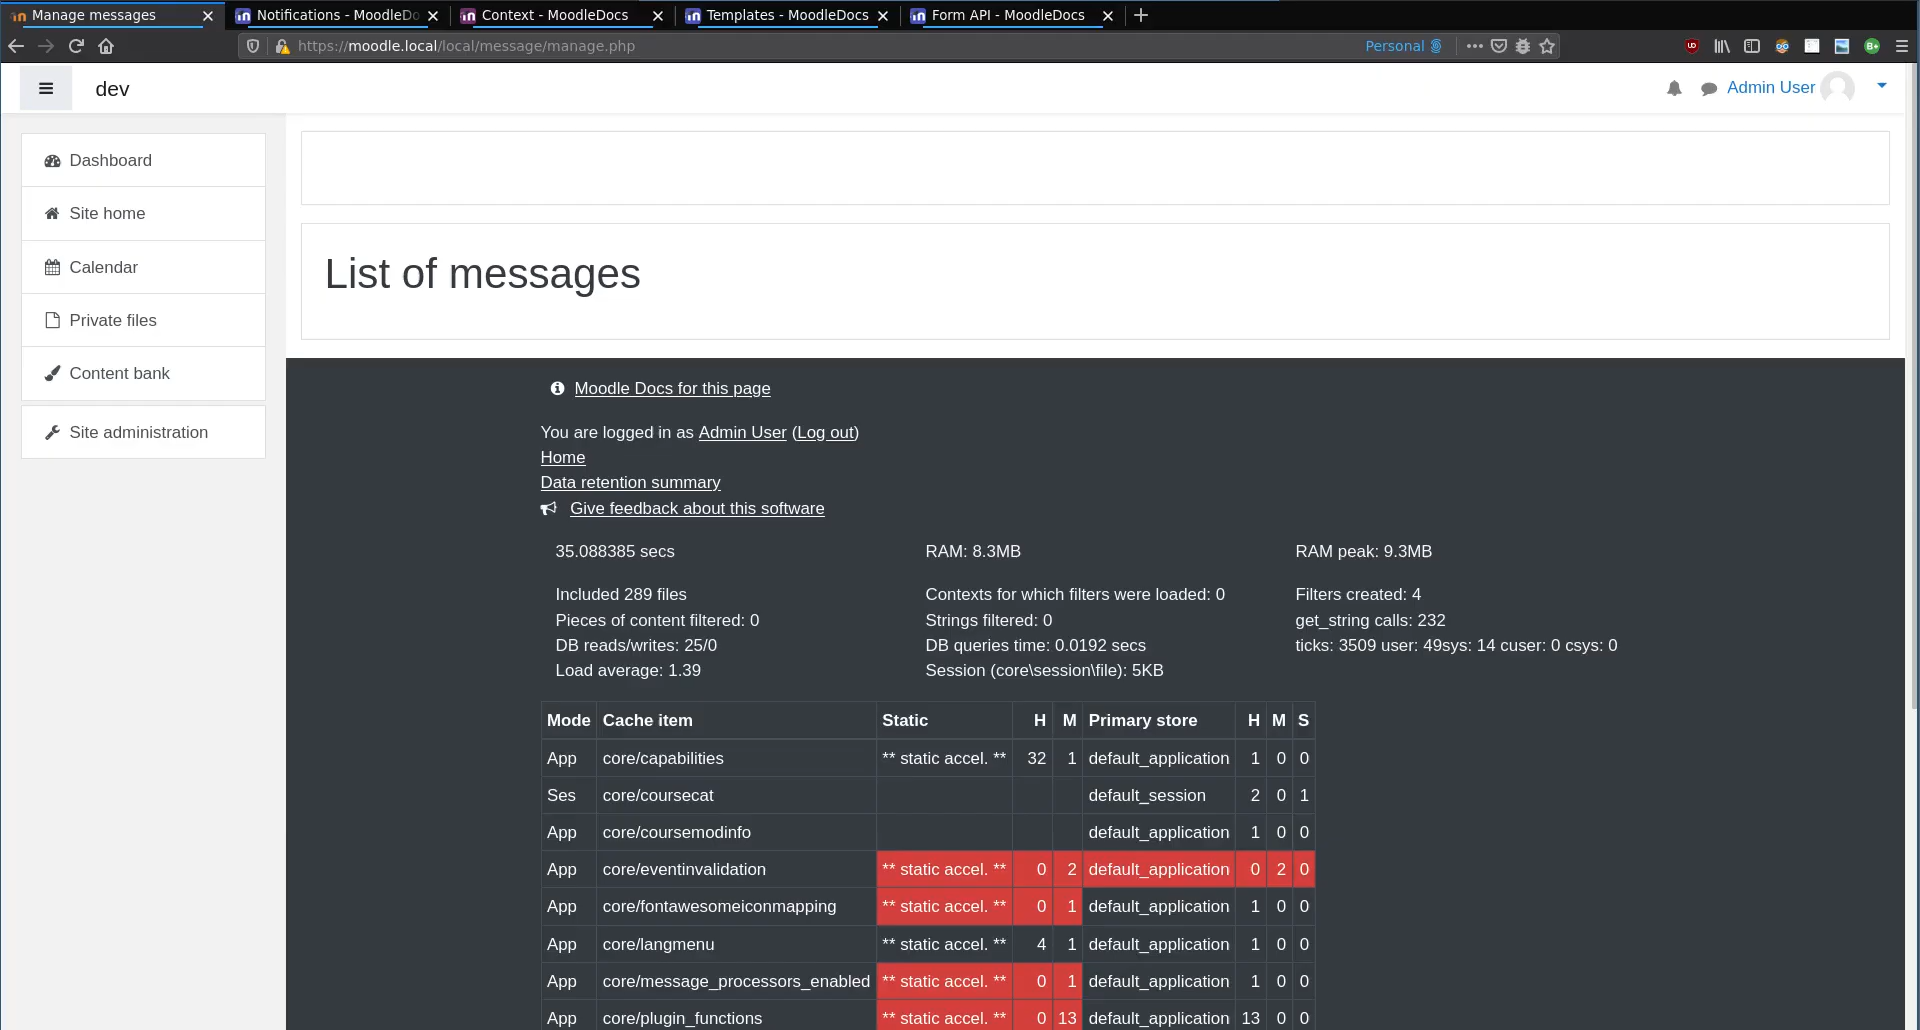 Manage messages
Notifications - MoodleDo
Context - MoodleDocs
Templates - MoodleDocs
Form API - MoodleDocs
https://moodle.local/local/message/manage.php
Personal
dev
Admin User
Dashboard
Site home
Calendar
Private files
Content bank
Site administration
List of messages
Moodle Docs for this page
You are logged in as Admin User (Log out)
Home
Data retention summary
Give feedback about this software
35.088385 secs RAM: 8.3MB RAM peak: 9.3MB
Included 289 files Contexts for which filters were loaded: 0 Filters created: 4
Pieces of content filtered: 0 Strings filtered: 0 get_string calls: 232
DB reads/writes: 25/0 DB queries time: 0.0192 secs ticks: 3509 user: 49sys: 14 cuser: 0 csys: 0
Load average: 1.39 Session (core\session\file): 5KB
Mode Cache item Static H M Primary store H M S
App core/capabilities ** static accel. ** 32 1 default_application 1 0 0
Ses core/coursecat default_session 2 0 1
App core/coursemodinfo default_application 1 0 0
App core/eventinvalidation ** static accel. ** 0 2 default_application 0 2 0
App core/fontawesomeiconmapping ** static accel. ** 0 1 default_application 1 0 0
App core/langmenu ** static accel. ** 4 1 default_application 1 0 0
App core/message_processors_enabled ** static accel. ** 0 1 default_application 1 0 0
App core/plugin_functions ** static accel. ** 0 13 default_application 13 0 0